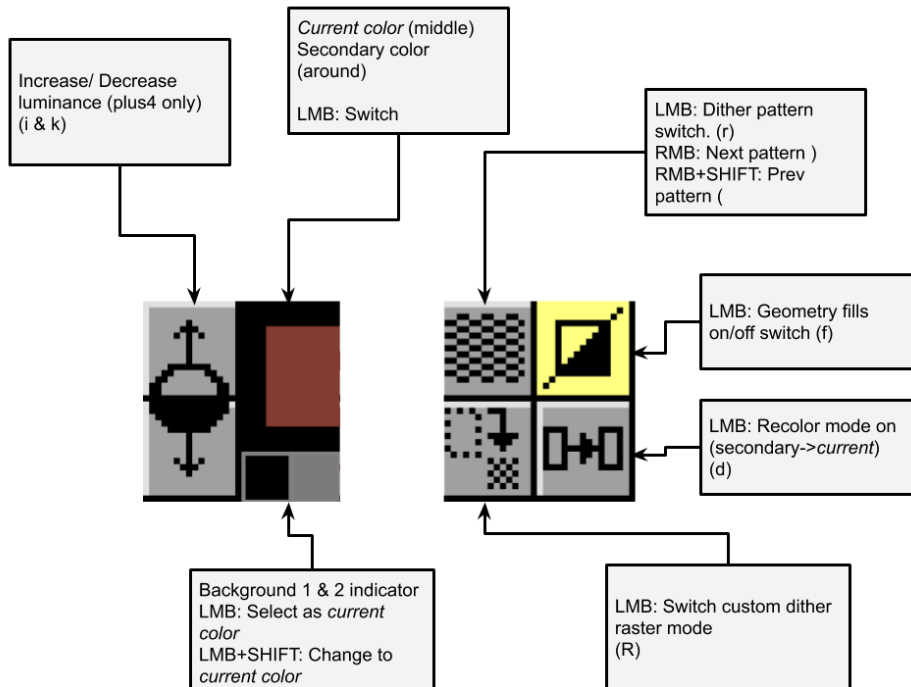 Increase/ Decrease
luminance (plus4 only)
(i & k)
Current color (middle)
Secondary color
(around)
LMB: Switch
LMB: Dither pattern
switch. (r)
RMB: Next pattern )
RMB+SHIFT: Prev
pattern (
LMB: Geometry fills
on/off switch (f)
LMB: Recolor mode on
(secondary->current)
(d)
Background 1 & 2 indicator
LMB: Select as current
color
LMB+SHIFT: Change to
current color
LMB: Switch custom dither
raster mode
(R)